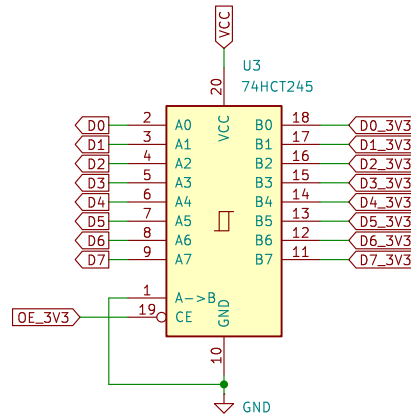 VCC
U3
74HCT245
20
VCC
D0 2 A0 B0 18 D0_3V3
D1 3 A1 B1 17 D1_3V3
D2 4 A2 B2 16 D2_3V3
D3 5 A3 B3 15 D3_3V3
D4 6 A4 B4 14 D4_3V3
D5 7 A5 B5 13 D5_3V3
D6 8 A6 B6 12 D6_3V3
D7 9 A7 B7 11 D7_3V3
1 A->B
OE_3V3 19 CE
GND
10
GND